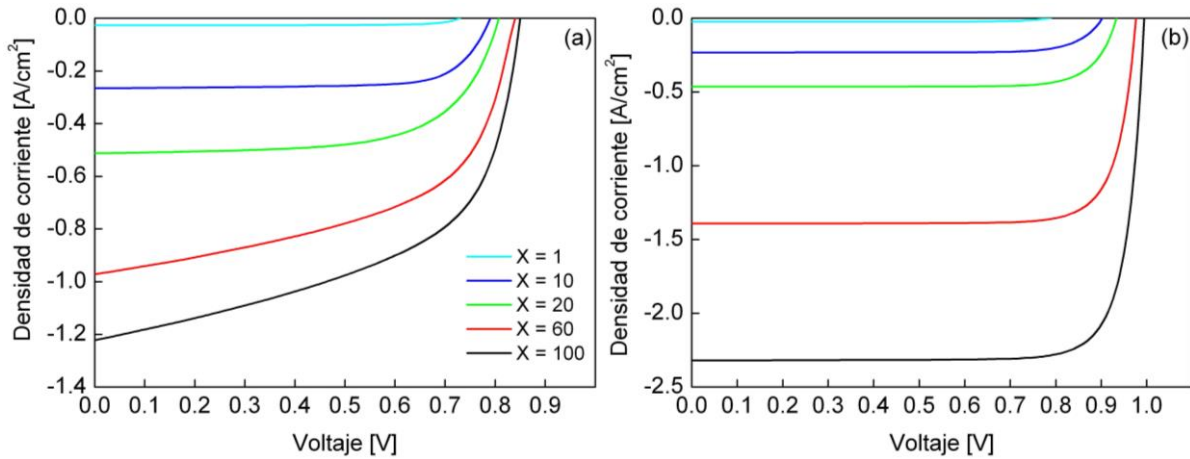 (a)
Densidad de corriente [A/cm²]
0.0
-0.2
-0.4
-0.6
-0.8
-1.0
-1.2
-1.4
X = 1
X = 10
X = 20
X = 60
X = 100
0.0 0.1 0.2 0.3 0.4 0.5 0.6 0.7 0.8 0.9
Voltaje [V]
(b)
Densidad de corriente [A/cm²]
0.0
-0.5
-1.0
-1.5
-2.0
-2.5
0.0 0.1 0.2 0.3 0.4 0.5 0.6 0.7 0.8 0.9 1.0
Voltaje [V]